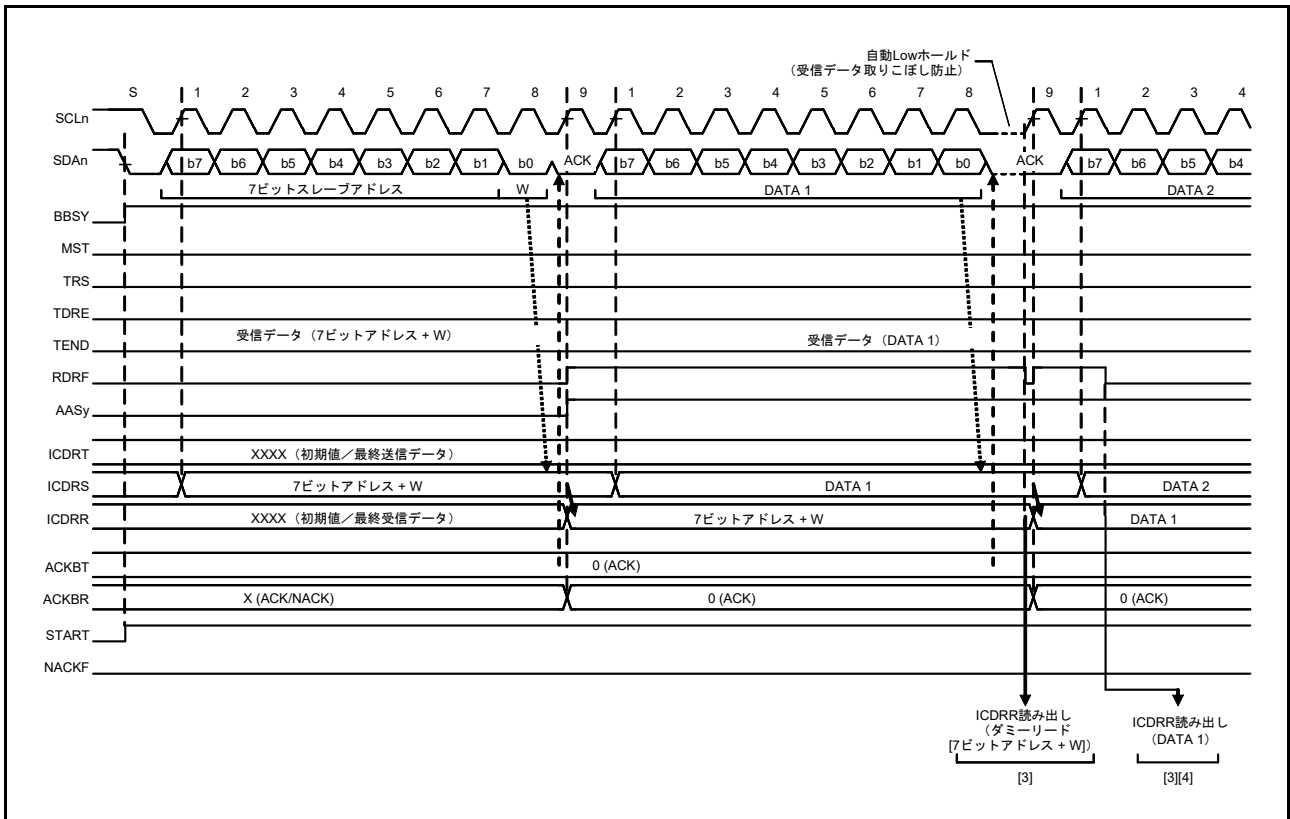 自動Lowホールド
(受信データ取りこぼし防止)
S 1 2 3 4 5 6 7 8 9 1 2 3 4 5 6 7 8 9 1 2 3 4
SCLn
SDAn b7 b6 b5 b4 b3 b2 b1 b0 ACK b7 b6 b5 b4 b3 b2 b1 b0 ACK b7 b6 b5 b4
7ビットスレーブアドレス W DATA 1 DATA 2
BBSY
MST
TRS
TDRE
受信データ(7ビットアドレス + W) 受信データ(DATA 1)
TEND
RDRF
AASy
ICDRT XXXX(初期値/最終送信データ)
ICDRS 7ビットアドレス + W DATA 1 DATA 2
ICDRR XXXX(初期値/最終受信データ) 7ビットアドレス + W DATA 1
ACKBT 0 (ACK)
ACKBR X (ACK/NACK) 0 (ACK) 0 (ACK)
START
NACKF
ICDRR読み出し
(ダミーリード
[7ビットアドレス + W])
[3]
ICDRR読み出し
(DATA 1)
[3][4]